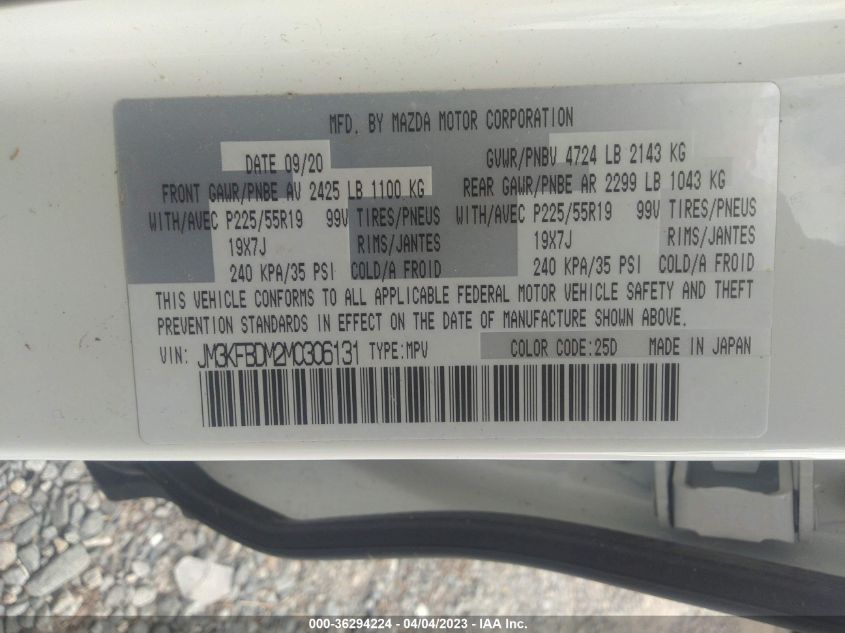 MFD. BY MAZDA MOTOR CORPORATION
DATE 09/20 GVWR/PNBV 4724 LB 2143 KG
FRONT GAWR/PNBE AV 2425 LB 1100 KG REAR GAWR/PNBE AR 2299 LB 1043 KG
WITH/AVEC P225/55R19 99V TIRES/PNEUS WITH/AVEC P225/55R19 99V TIRES/PNEUS
19X7J RIMS/JANTES 19X7J RIMS/JANTES
240 KPA/35 PSI COLD/A FROID 240 KPA/35 PSI COLD/A FROID
THIS VEHICLE CONFORMS TO ALL APPLICABLE FEDERAL MOTOR VEHICLE SAFETY AND THEFT
PREVENTION STANDARDS IN EFFECT ON THE DATE OF MANUFACTURE SHOWN ABOVE.
VIN: JM3KFBDM2M0306131 TYPE:MPV COLOR CODE:25D MADE IN JAPAN
000-36294224 - 04/04/2023 - IAA Inc.